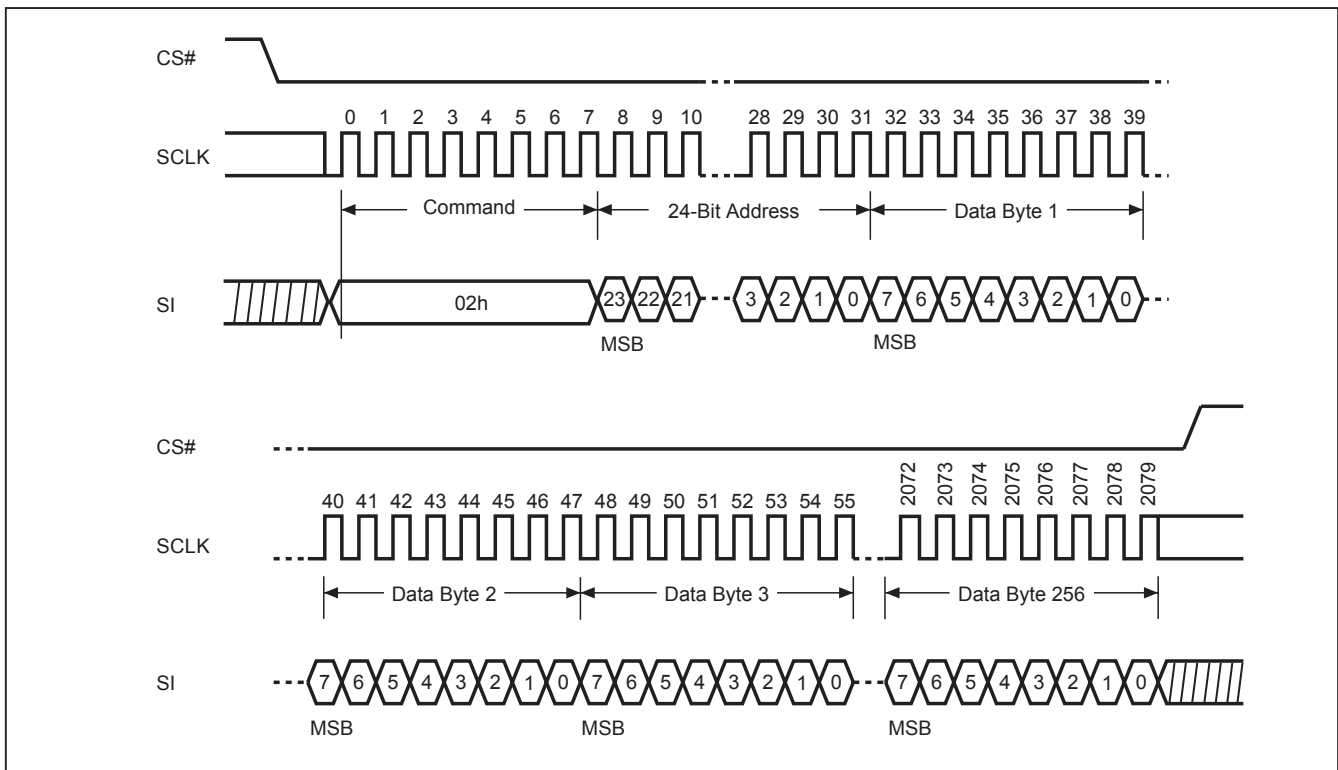 CS#
0 1 2 3 4 5 6 7 8 9 10 28 29 30 31 32 33 34 35 36 37 38 39
SCLK
Command 24-Bit Address Data Byte 1
SI 02h 23 22 21 3 2 1 0 7 6 5 4 3 2 1 0
MSB MSB
CS#
40 41 42 43 44 45 46 47 48 49 50 51 52 53 54 55 2072 2073 2074 2075 2076 2077 2078 2079
SCLK
Data Byte 2 Data Byte 3 Data Byte 256
SI 7 6 5 4 3 2 1 0 7 6 5 4 3 2 1 0 7 6 5 4 3 2 1 0
MSB MSB MSB